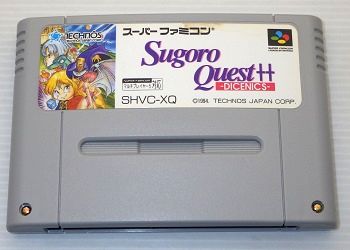 TECHNOS
スーパーファミコン
Sugoro
Quest++
-DICENICS-
SHVC-XQ
©1994 TECHNOS JAPAN CORP.